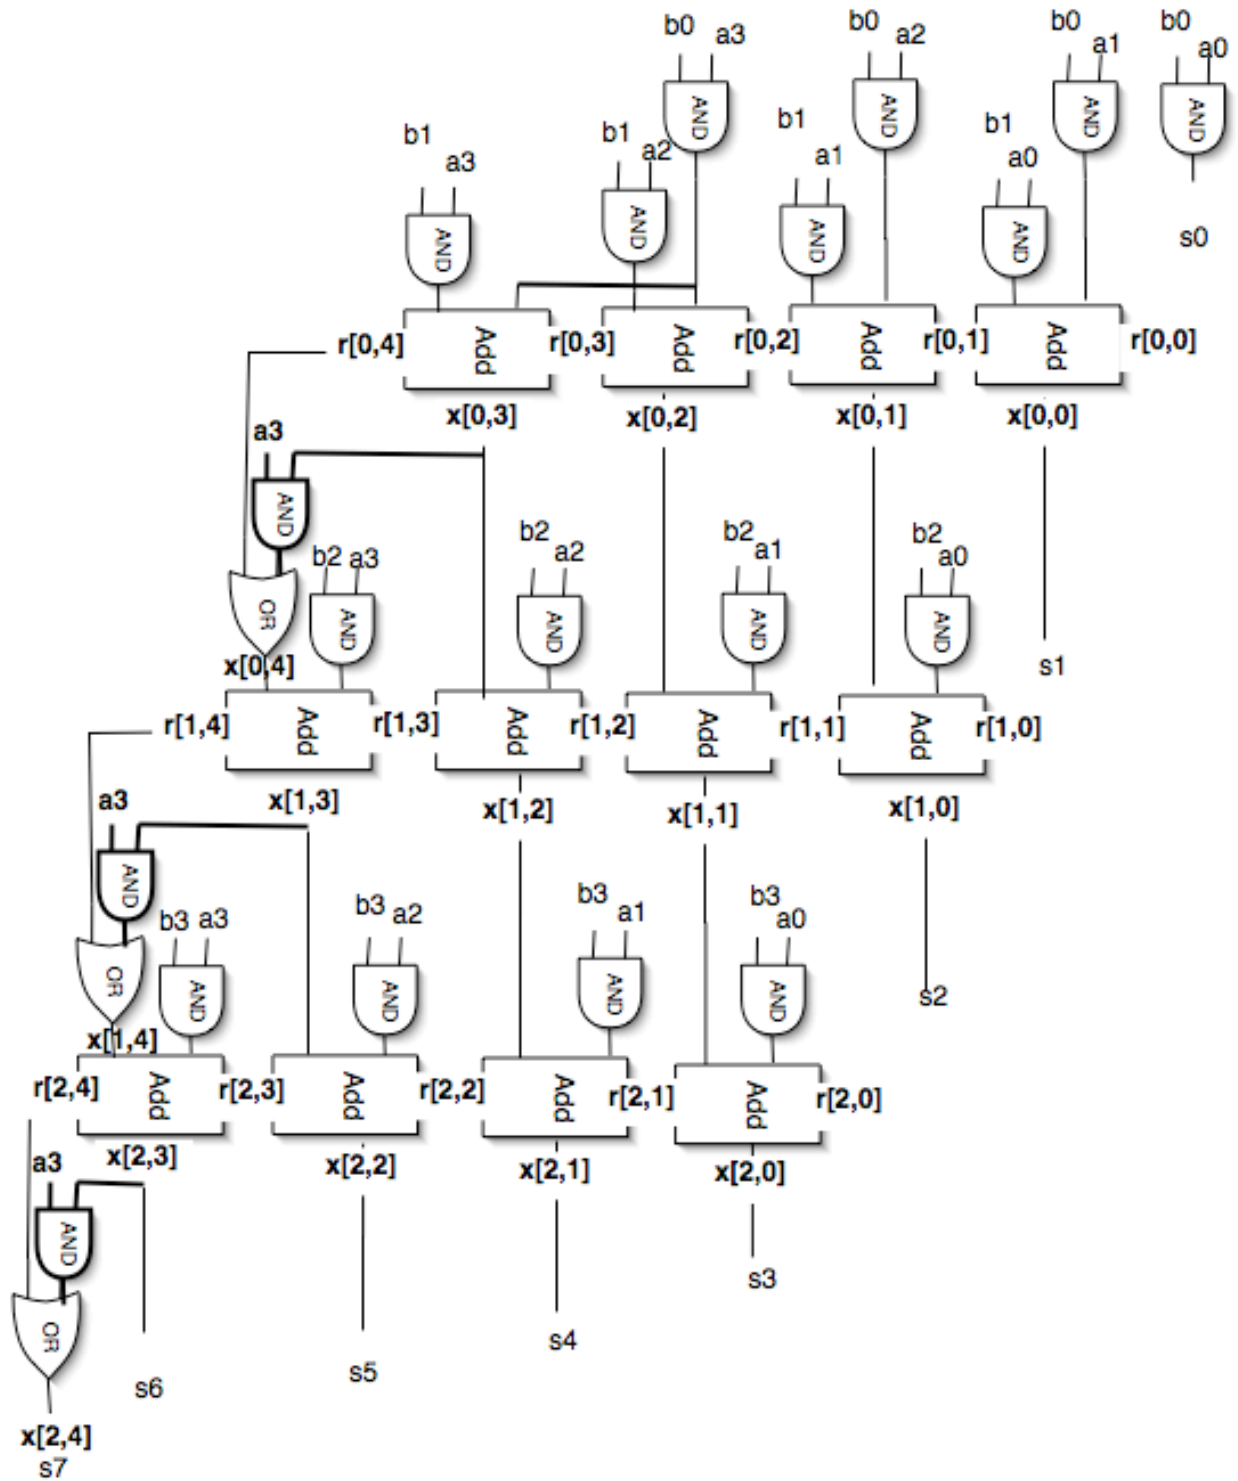 b0 a3 b0 a2 b0 a1 b0 a0
AND AND AND AND
b1 a3 b1 a2 b1 a1 b1 a0
AND AND AND AND
s0
r[0,4] Add r[0,3] Add r[0,2] Add r[0,1] Add r[0,0]
x[0,3] x[0,2] x[0,1] x[0,0]
a3
AND
b2 a3 b2 a2 b2 a1 b2 a0
OR AND AND AND AND
x[0,4] s1
r[1,4] Add r[1,3] Add r[1,2] Add r[1,1] Add r[1,0]
x[1,3] x[1,2] x[1,1] x[1,0]
a3
AND
b3 a3 b3 a2 b3 a1 b3 a0
OR AND AND AND AND
s2
x[1,4]
r[2,4] Add r[2,3] Add r[2,2] Add r[2,1] Add r[2,0]
x[2,3] x[2,2] x[2,1] x[2,0]
a3
AND
s3
OR
s4
s5
s6
x[2,4]
s7